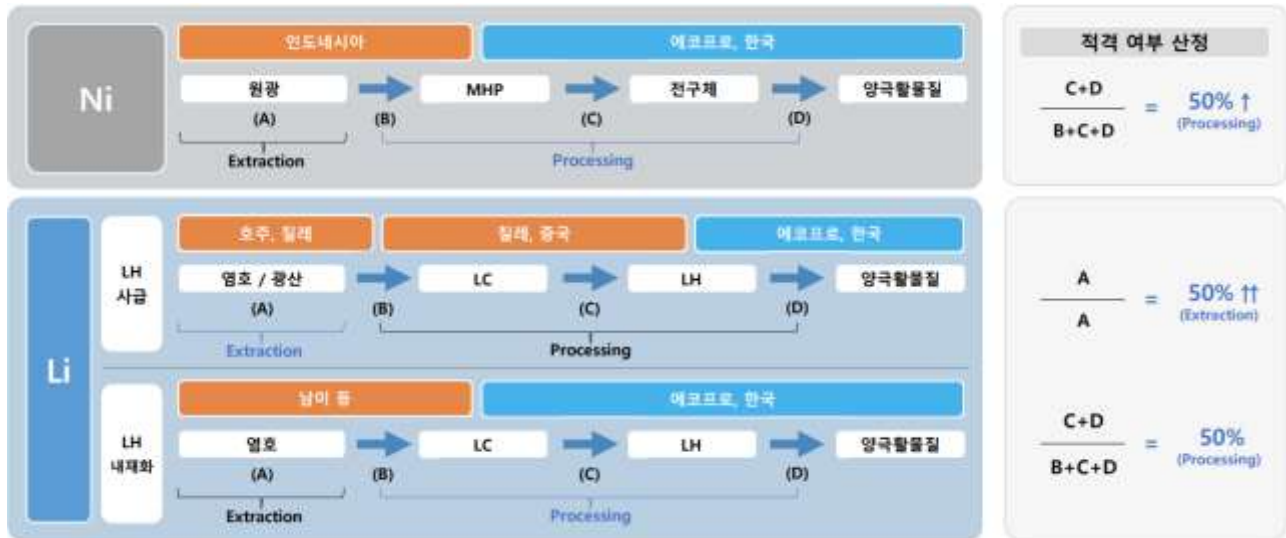 Ni
인도네시아
에코프로, 한국
원광
MHP
전구체
양극활물질
(A)
(B)
(C)
(D)
Extraction
Processing
적격 여부 산정
C+D
B+C+D
=
50% ↑
(Processing)
Li
LH
사급
호주, 칠레
칠레, 중국
에코프로, 한국
염호 / 광산
LC
LH
양극활물질
(A)
(B)
(C)
(D)
Extraction
Processing
A
A
=
50% ↑↑
(Extraction)
LH
내재화
남미 등
에코프로, 한국
염호
LC
LH
양극활물질
(A)
(B)
(C)
(D)
Extraction
Processing
C+D
B+C+D
=
50%
(Processing)